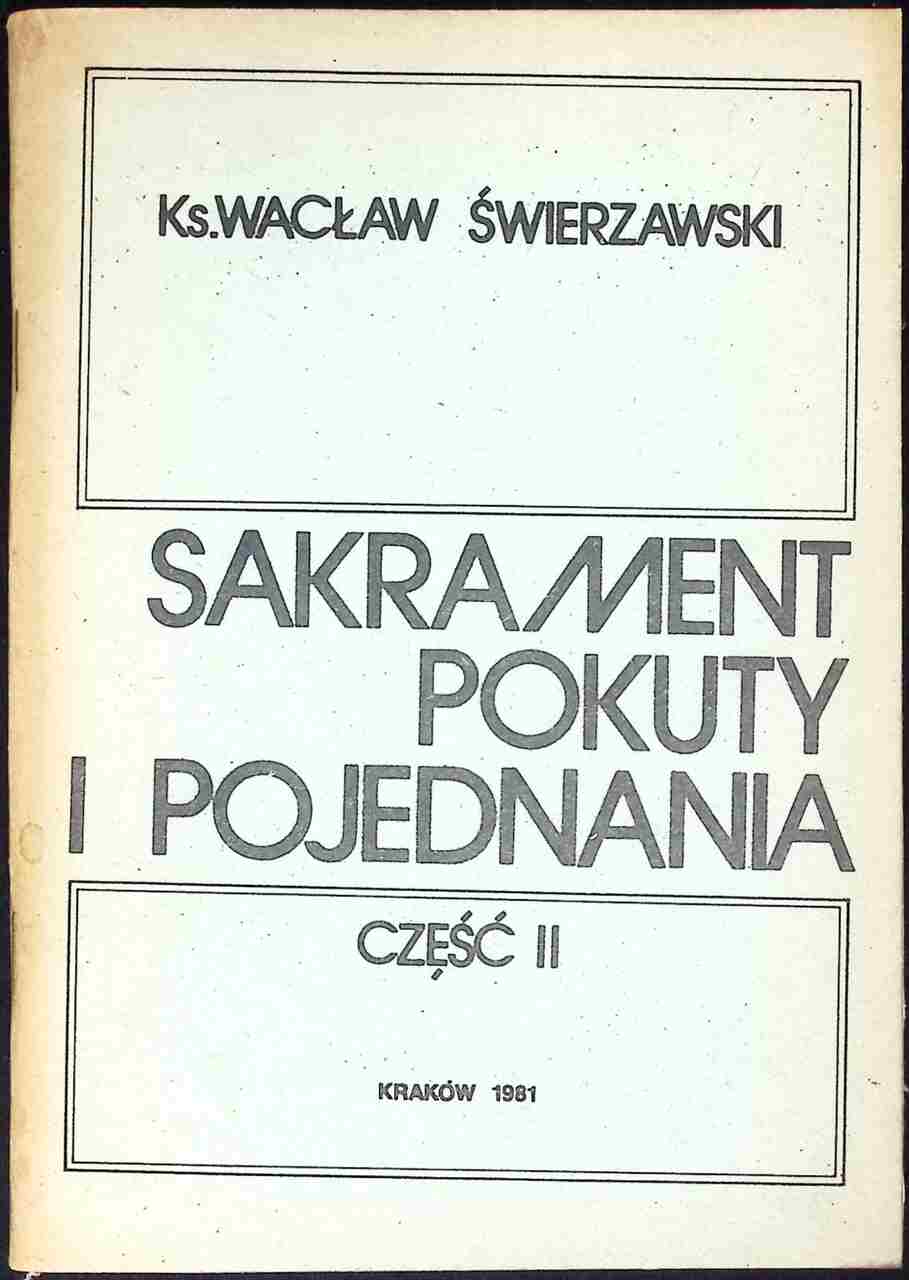 Ks. WACŁAW ŚWIERZAWSKI
SAKRAMENT
POKUTY
I POJEDNANIA
CZĘŚĆ II
KRAKÓW 1981